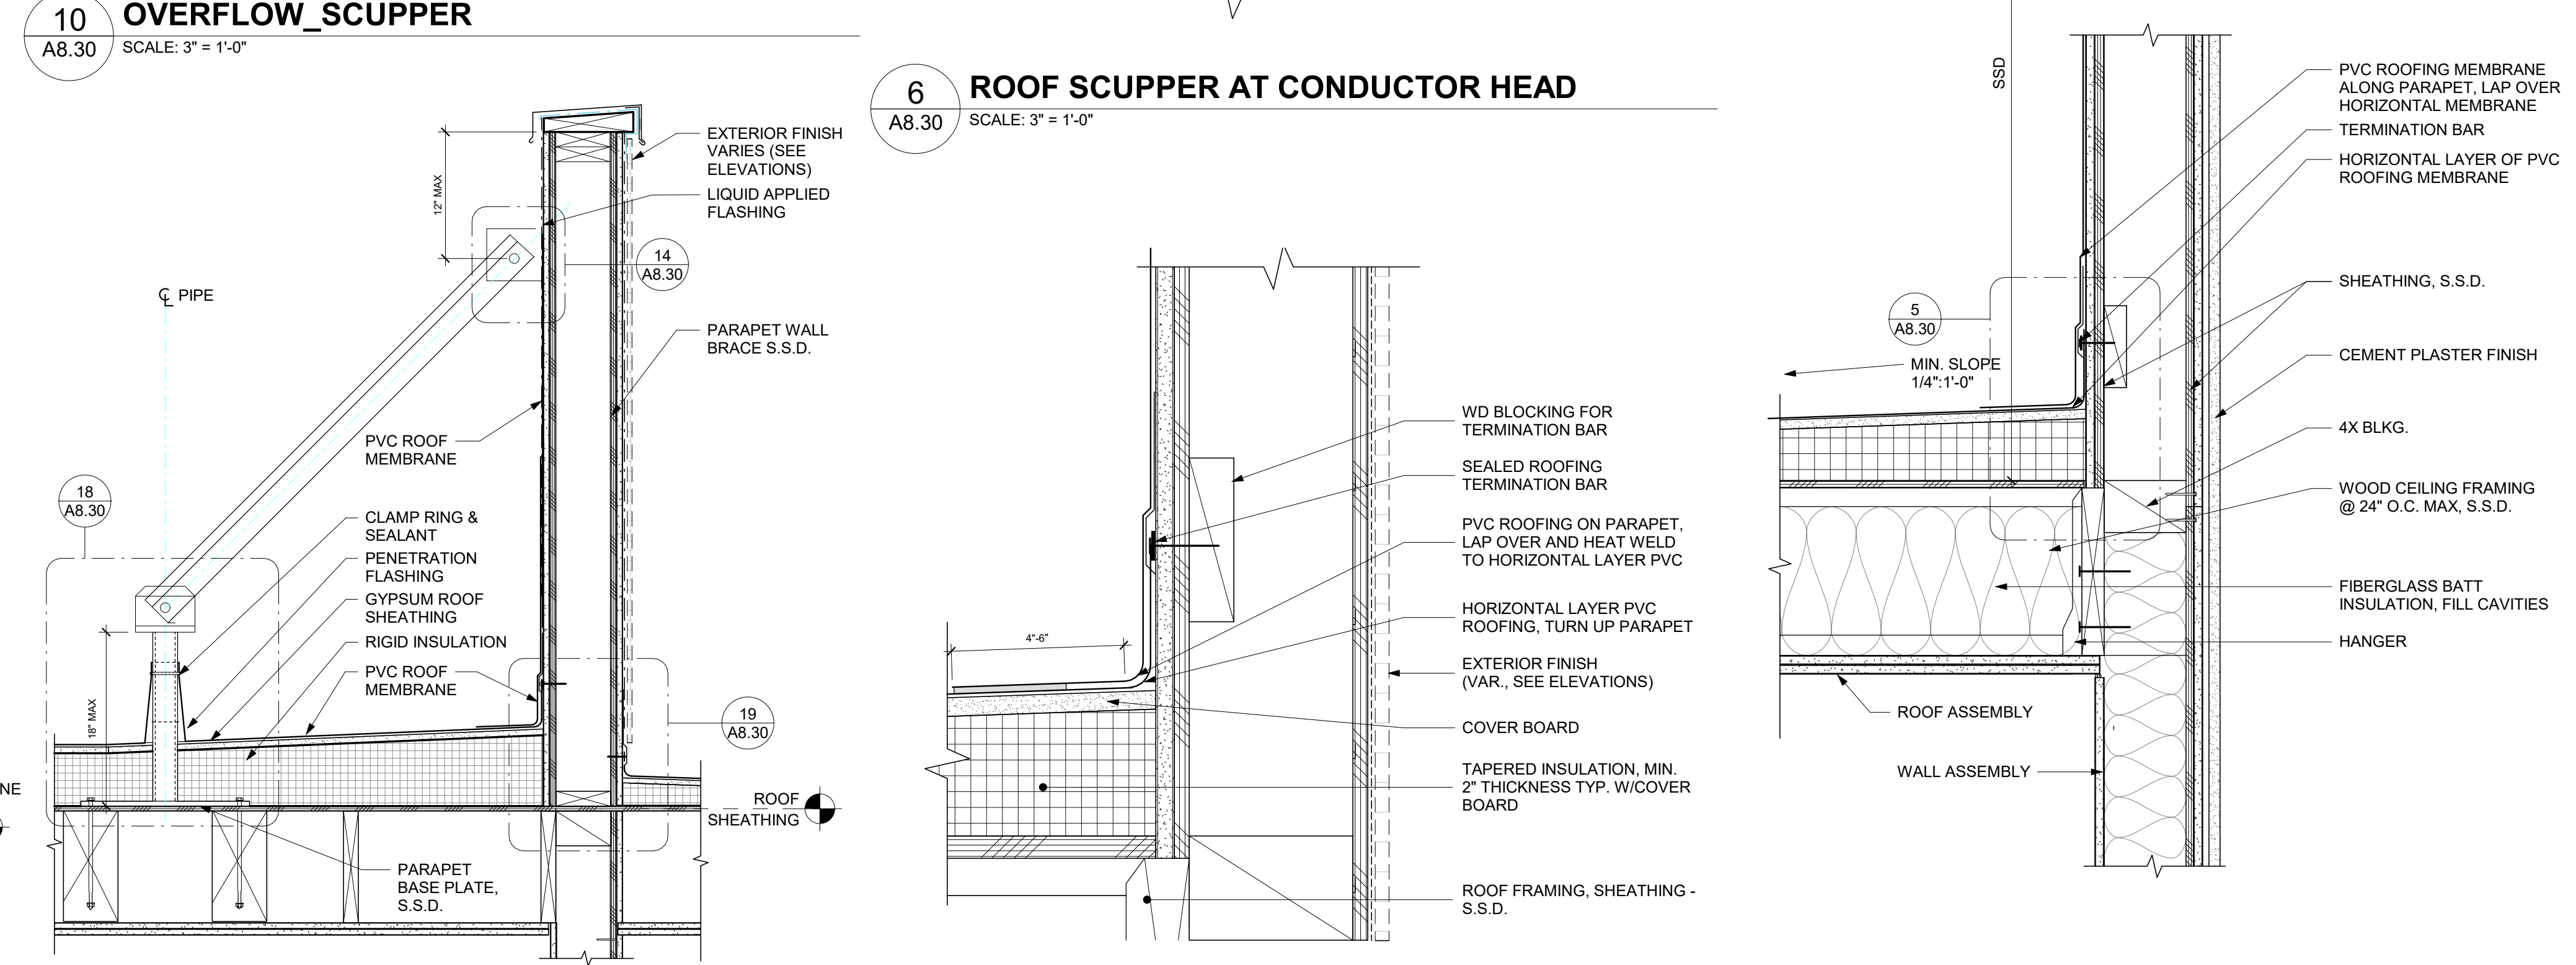 10
A8.30
OVERFLOW_SCUPPER
SCALE: 3" = 1'-0"
12" MAX
EXTERIOR FINISH
VARIES (SEE
ELEVATIONS)
LIQUID APPLIED
FLASHING
14
A8.30
℄ PIPE
PARAPET WALL
BRACE S.S.D.
PVC ROOF
MEMBRANE
18
A8.30
CLAMP RING &
SEALANT
PENETRATION
FLASHING
GYPSUM ROOF
SHEATHING
RIGID INSULATION
PVC ROOF
MEMBRANE
18" MAX
19
A8.30
NE
ROOF
SHEATHING
PARAPET
BASE PLATE,
S.S.D.
6
A8.30
ROOF SCUPPER AT CONDUCTOR HEAD
SCALE: 3" = 1'-0"
WD BLOCKING FOR
TERMINATION BAR
SEALED ROOFING
TERMINATION BAR
PVC ROOFING ON PARAPET,
LAP OVER AND HEAT WELD
TO HORIZONTAL LAYER PVC
4"-6"
HORIZONTAL LAYER PVC
ROOFING, TURN UP PARAPET
EXTERIOR FINISH
(VAR., SEE ELEVATIONS)
COVER BOARD
TAPERED INSULATION, MIN.
2" THICKNESS TYP. W/COVER
BOARD
ROOF FRAMING, SHEATHING -
S.S.D.
SSD
PVC ROOFING MEMBRANE
ALONG PARAPET, LAP OVER
HORIZONTAL MEMBRANE
TERMINATION BAR
HORIZONTAL LAYER OF PVC
ROOFING MEMBRANE
SHEATHING, S.S.D.
5
A8.30
MIN. SLOPE
1/4":1'-0"
CEMENT PLASTER FINISH
4X BLKG.
WOOD CEILING FRAMING
@ 24" O.C. MAX, S.S.D.
FIBERGLASS BATT
INSULATION, FILL CAVITIES
HANGER
ROOF ASSEMBLY
WALL ASSEMBLY